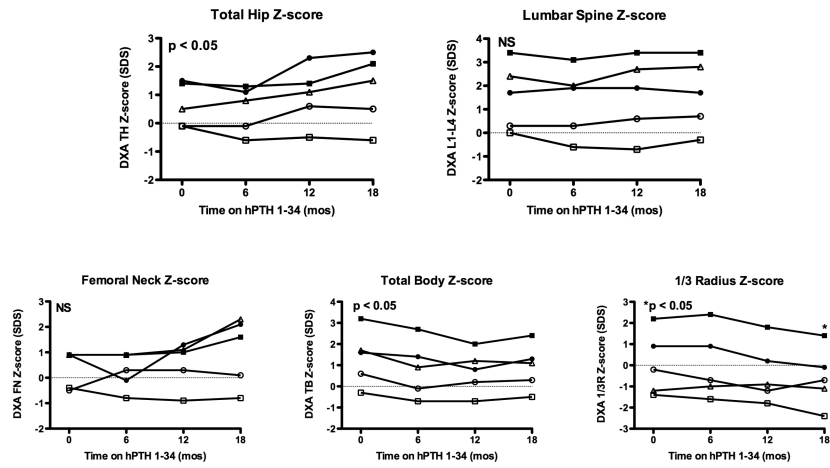 Total Hip Z-score
p < 0.05
DXA TH Z-score (SDS)
3
2
1
0
-1
-2
0 6 12 18
Time on hPTH 1-34 (mos)
Lumbar Spine Z-score
NS
DXA L1-L4 Z-score (SDS)
4
3
2
1
0
-1
-2
0 6 12 18
Time on hPTH 1-34 (mos)
Femoral Neck Z-score
NS
DXA FN Z-score (SDS)
3
2
1
0
-1
-2
0 6 12 18
Time on hPTH 1-34 (mos)
Total Body Z-score
p < 0.05
DXA TB Z-score (SDS)
4
3
2
1
0
-1
-2
0 6 12 18
Time on hPTH 1-34 (mos)
1/3 Radius Z-score
*p < 0.05
*
DXA 1/3R Z-score (SDS)
3
2
1
0
-1
-2
-3
0 6 12 18
Time on hPTH 1-34 (mos)